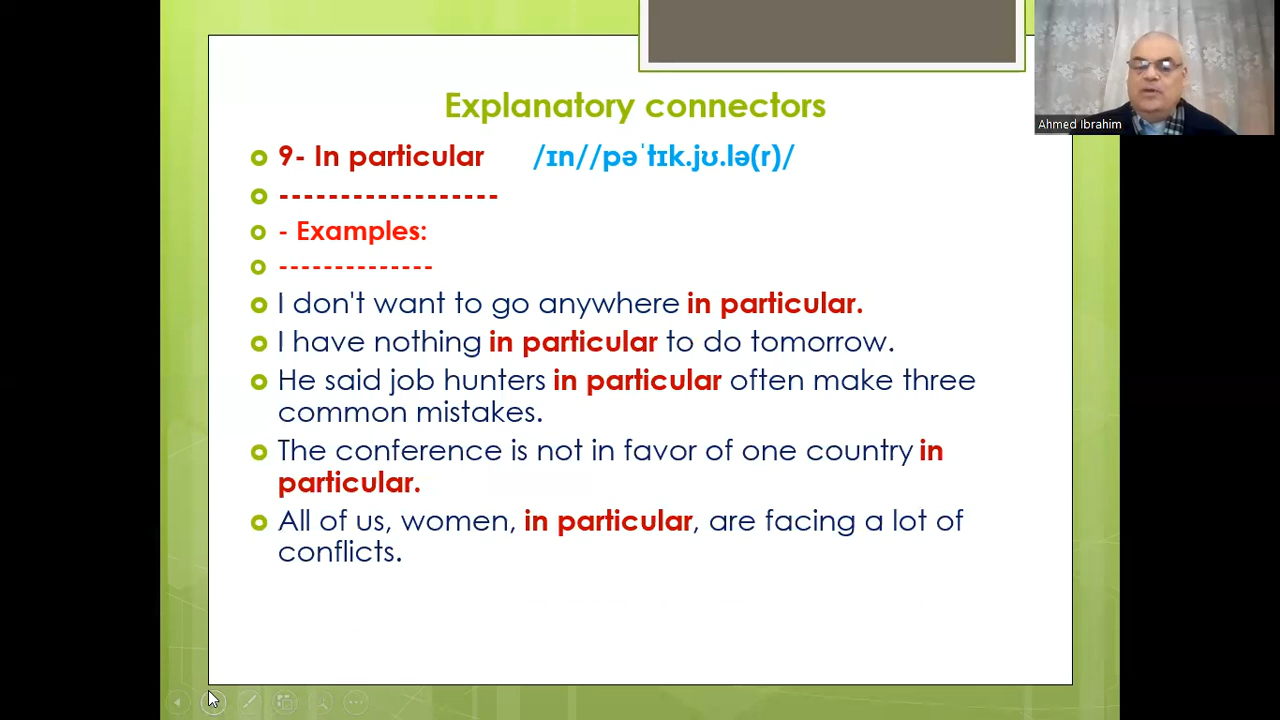 Explanatory connectors
9- In particular /ɪn//pəˈtɪk.jʊ.lə(r)/
------------------
- Examples:
--------------
I don't want to go anywhere in particular.
I have nothing in particular to do tomorrow.
He said job hunters in particular often make three
common mistakes.
The conference is not in favor of one country in
particular.
All of us, women, in particular, are facing a lot of
conflicts.
Ahmed Ibrahim